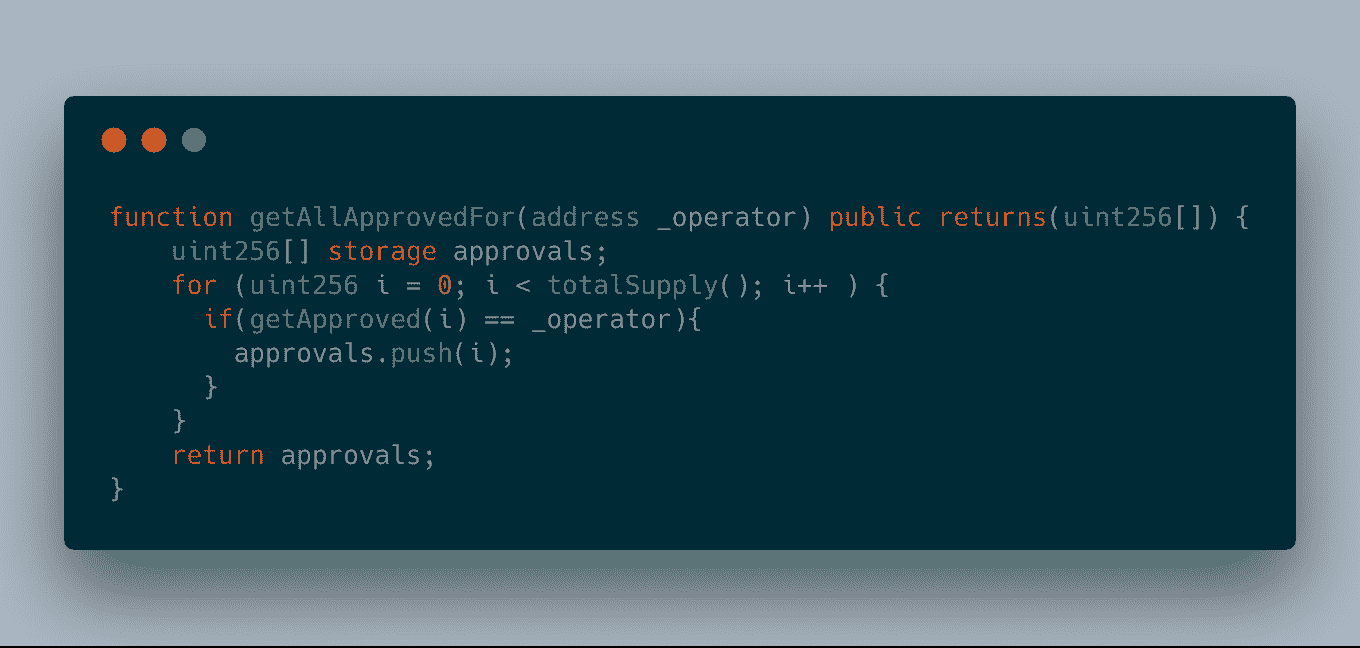 function getAllApprovedFor(address _operator) public returns(uint256[]) {
    uint256[] storage approvals;
    for (uint256 i = 0; i < totalSupply(); i++ ) {
      if(getApproved(i) == _operator){
        approvals.push(i);
      }
    }
    return approvals;
}